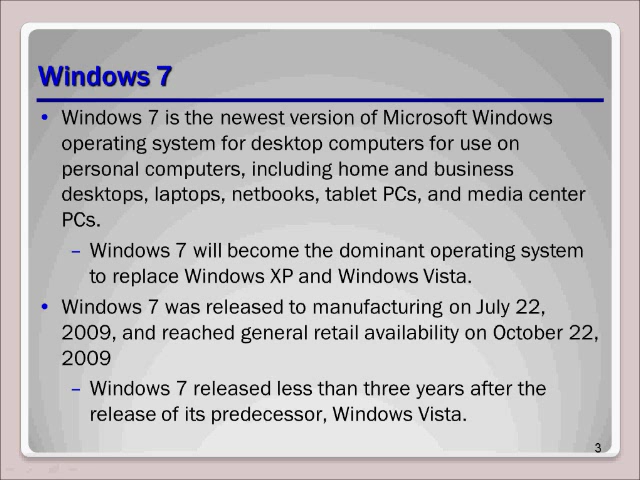 Windows 7
• Windows 7 is the newest version of Microsoft Windows
operating system for desktop computers for use on
personal computers, including home and business
desktops, laptops, netbooks, tablet PCs, and media center
PCs.
– Windows 7 will become the dominant operating system
to replace Windows XP and Windows Vista.
• Windows 7 was released to manufacturing on July 22,
2009, and reached general retail availability on October 22,
2009
– Windows 7 released less than three years after the
release of its predecessor, Windows Vista.
3